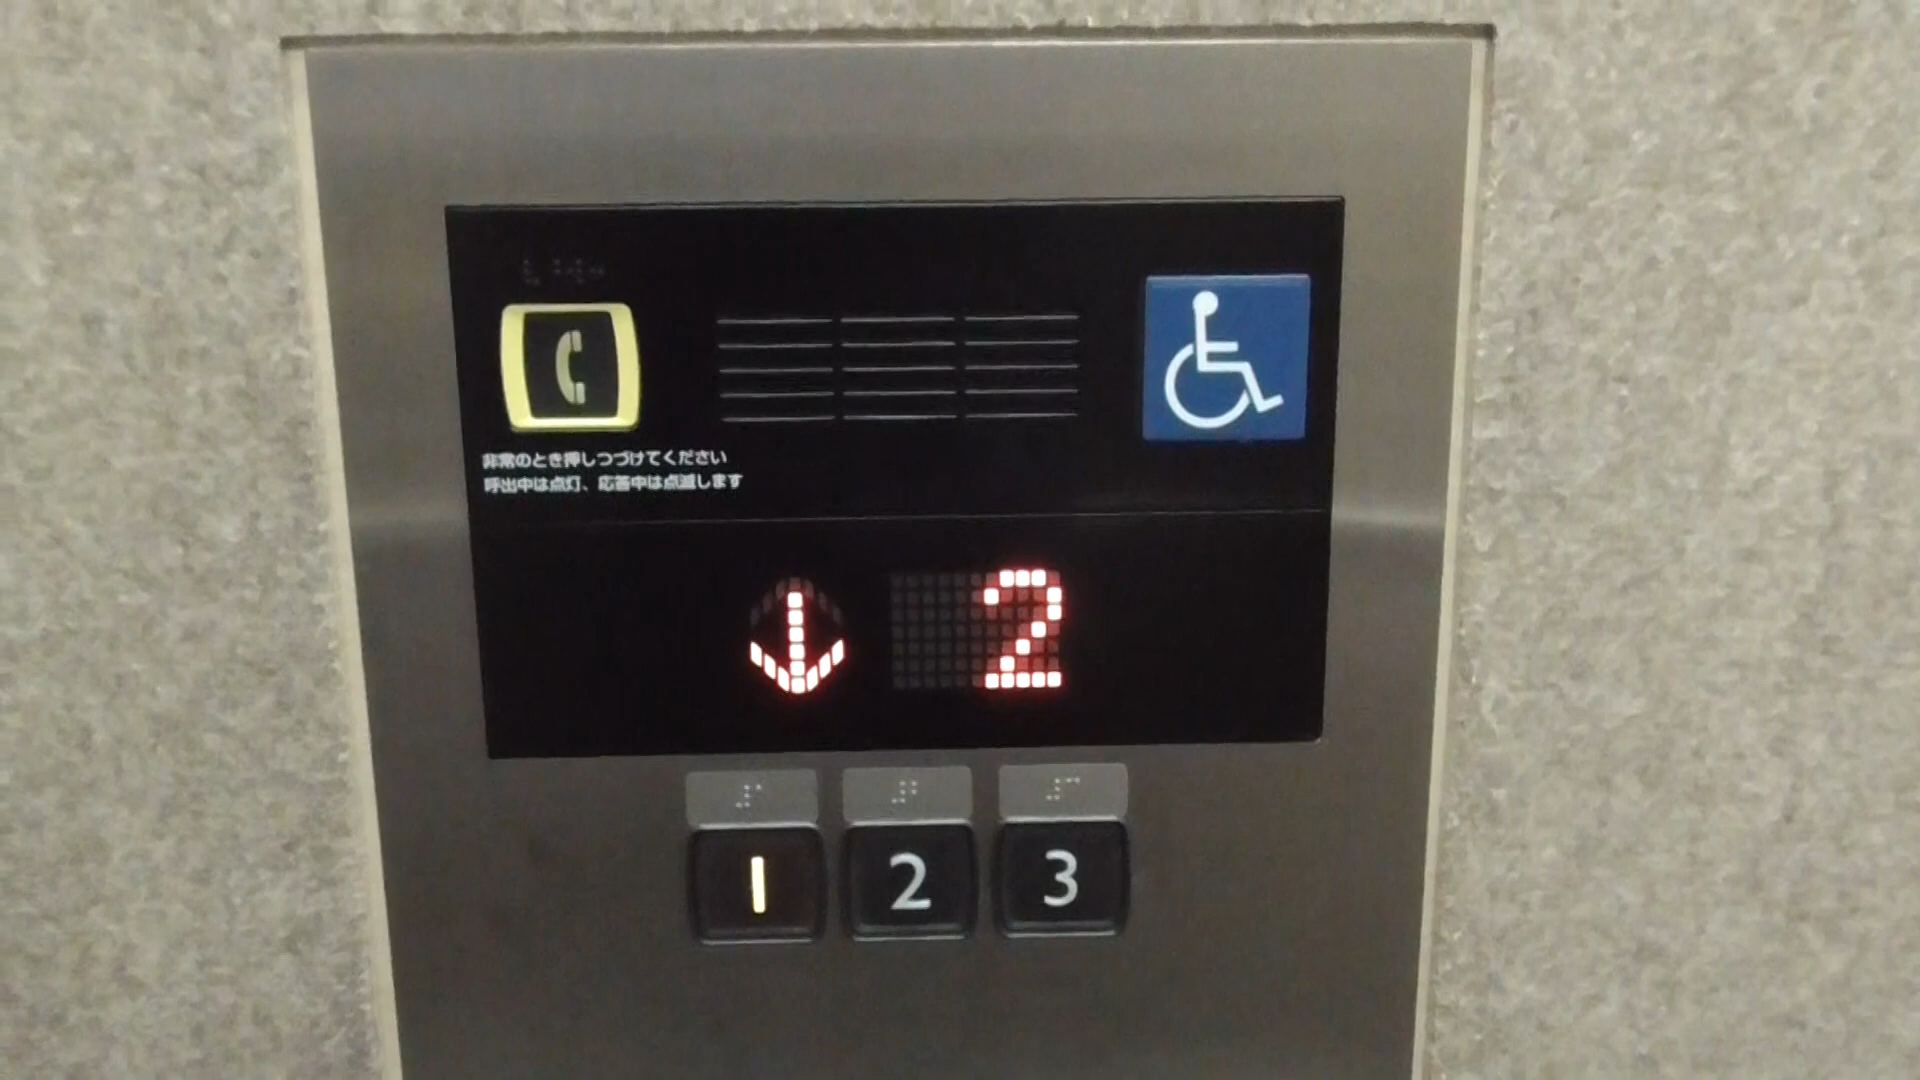 非常のとき押しつづけてください
呼出中は点灯、応答中は点滅します
2
1 2 3